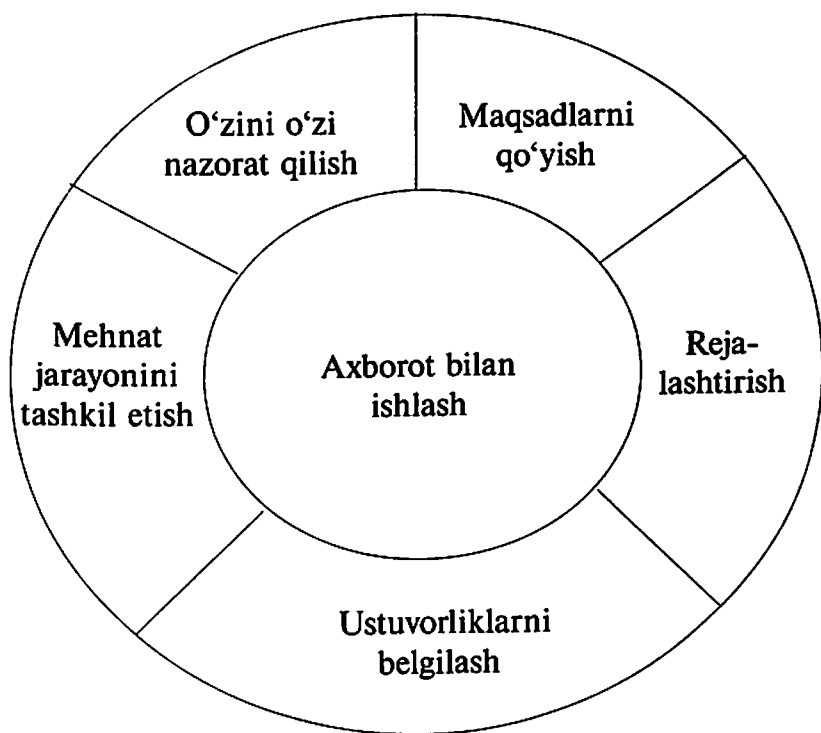 O‘zini o‘zi
nazorat qilish
Maqsadlarni
qo‘yish
Mehnat
jarayonini
tashkil etish
Axborot bilan
ishlash
Reja-
lashtirish
Ustuvorliklarni
belgilash